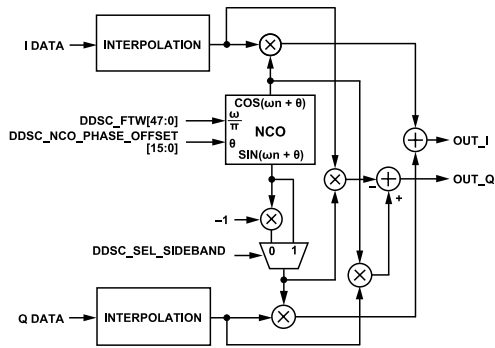 I DATA
INTERPOLATION
COS(ωn + θ)
DDSC_FTW[47:0]
ω
π
NCO
DDSC_NCO_PHASE_OFFSET
[15:0]
θ
SIN(ωn + θ)
OUT_I
–
+
OUT_Q
–1
0 1
DDSC_SEL_SIDEBAND
Q DATA
INTERPOLATION